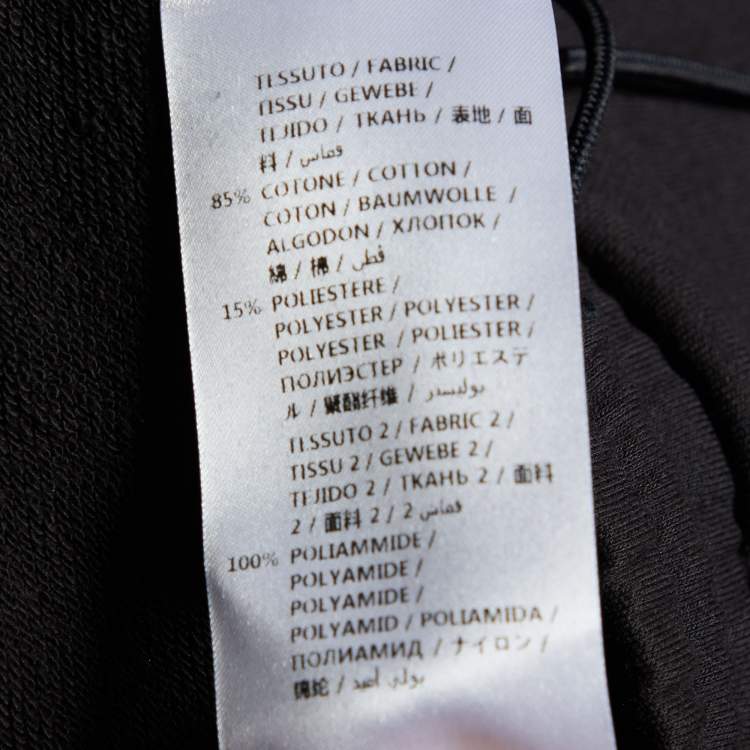 TESSUTO / FABRIC /
TISSU / GEWEBE /
TEJIDO / ТКАНЬ / 表地 / 面
料 / قماش
85% COTONE / COTTON /
COTON / BAUMWOLLE /
ALGODON / ХЛОПОК /
綿 / 棉 / قطن
15% POLIESTERE /
POLYESTER / POLYESTER /
POLYESTER / POLIESTER /
ПОЛИЭСТЕР / ポリエステ
ル / 聚酯纤维 / بوليستر
TESSUTO 2 / FABRIC 2 /
TISSU 2 / GEWEBE 2 /
TEJIDO 2 / ТКАНЬ 2 / 面料
2 / 面料 2 / 2 قماش
100% POLIAMMIDE /
POLYAMIDE /
POLYAMIDE /
POLYAMID / POLIAMIDA /
ПОЛИАМИД / ナイロン /
锦纶 / بولي أميد